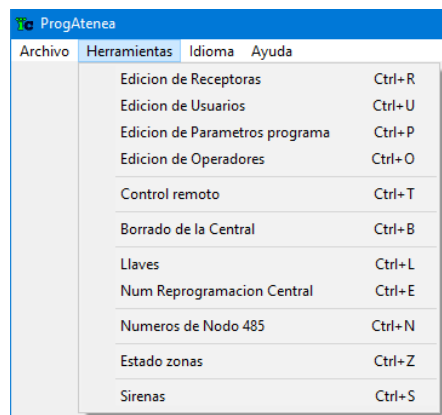 ProgAtenea
Archivo Herramientas Idioma Ayuda
Edicion de Receptoras Ctrl+R
Edicion de Usuarios Ctrl+U
Edicion de Parametros programa Ctrl+P
Edicion de Operadores Ctrl+O
Control remoto Ctrl+T
Borrado de la Central Ctrl+B
Llaves Ctrl+L
Num Reprogramacion Central Ctrl+E
Numeros de Nodo 485 Ctrl+N
Estado zonas Ctrl+Z
Sirenas Ctrl+S